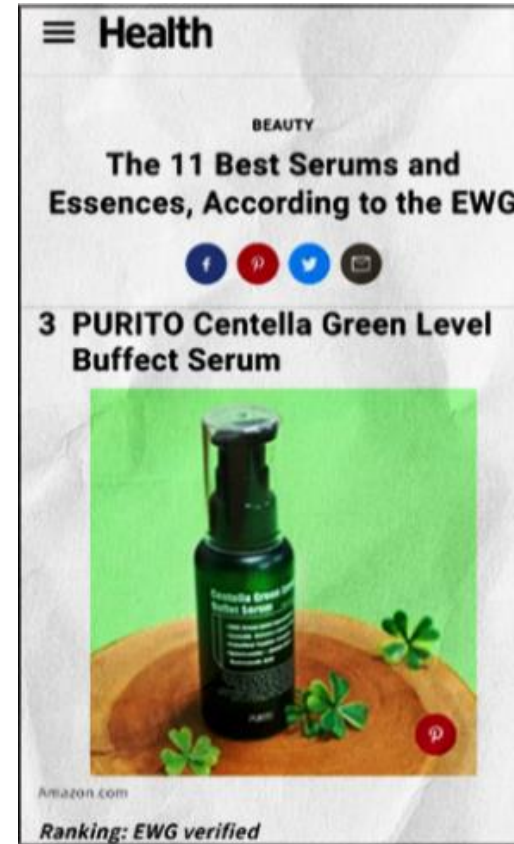 Health
BEAUTY
The 11 Best Serums and
Essences, According to the EWG
3 PURITO Centella Green Level
Buffect Serum
Centella Green
Buffet Serum
PURITO
Amazon.com
Ranking: EWG verified